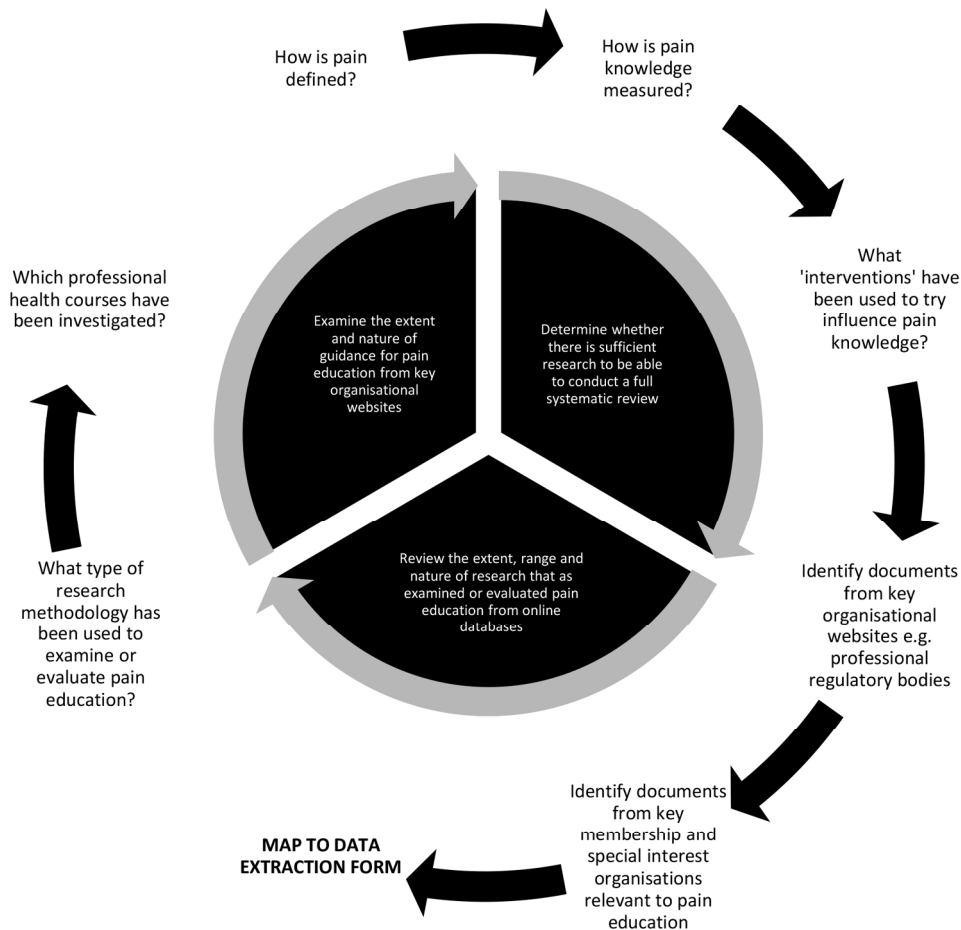 How is pain
defined?
How is pain
knowledge
measured?
What
'interventions' have
been used to try
influence pain
knowledge?
Identify documents
from key
organisational
websites e.g.
professional
regulatory bodies
Identify documents
from key
membership and
special interest
organisations
relevant to pain
education
MAP TO DATA
EXTRACTION FORM
What type of
research
methodology has
been used to
examine or
evaluate pain
education?
Which professional
health courses have
been investigated?
Examine the extent
and nature of
guidance for pain
education from key
organisational
websites
Determine whether
there is sufficient
research to be able
to conduct a full
systematic review
Review the extent, range and
nature of research that as
examined or evaluated pain
education from online
databases